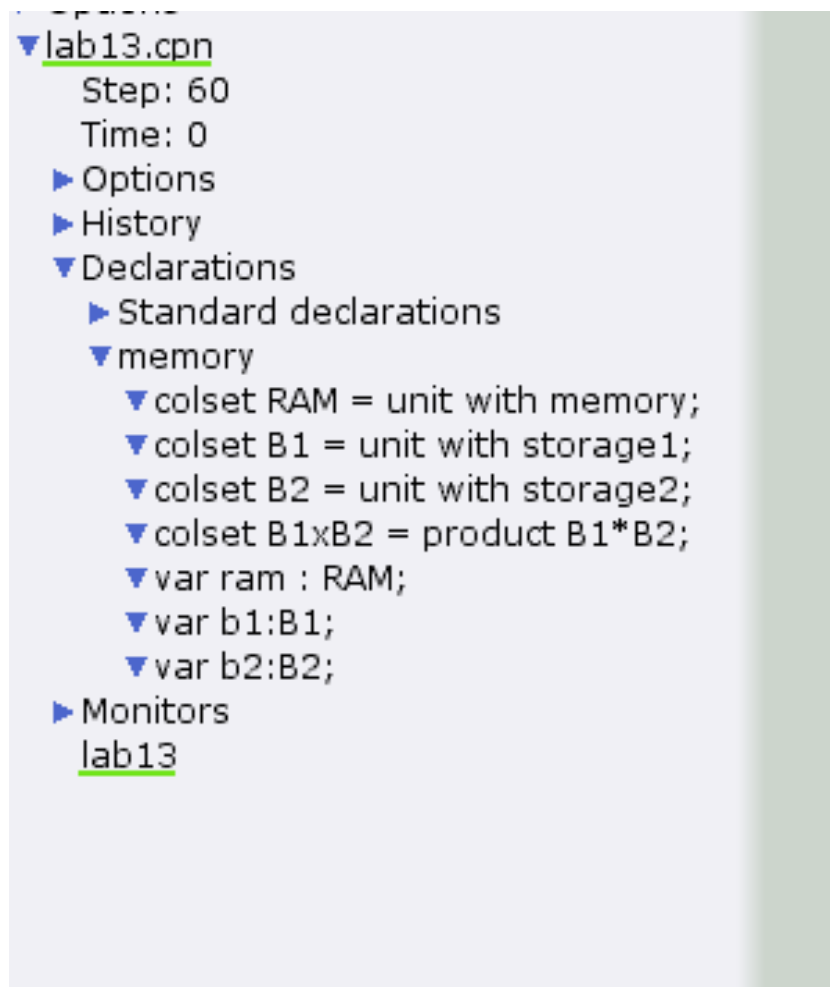 lab13.cpn
Step: 60
Time: 0
Options
History
Declarations
Standard declarations
memory
colset RAM = unit with memory;
colset B1 = unit with storage1;
colset B2 = unit with storage2;
colset B1xB2 = product B1*B2;
var ram : RAM;
var b1:B1;
var b2:B2;
Monitors
lab13